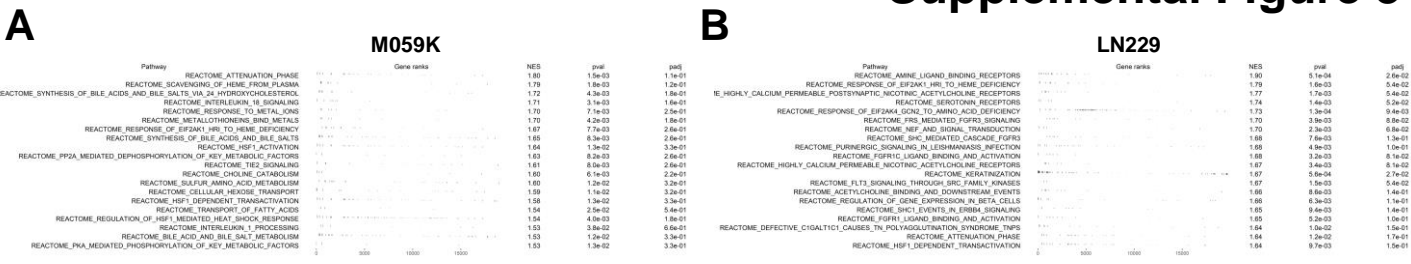 A
M059K
Pathway Gene ranks NES pval padj
REACTOME_ATTENUATION_PHASE 1.80 1.5e-03 1.1e-01
REACTOME_SCAVENGING_OF_HEME_FROM_PLASMA 1.79 1.8e-03 1.2e-01
EACTOME_SYNTHESIS_OF_BILE_ACIDS_AND_BILE_SALTS_VIA_24_HYDROXYCHOLESTEROL 1.72 4.3e-03 1.8e-01
REACTOME_INTERLEUKIN_18_SIGNALING 1.71 3.1e-03 1.6e-01
REACTOME_RESPONSE_TO_METAL_IONS 1.70 7.1e-03 2.5e-01
REACTOME_METALLOTHIONEINS_BIND_METALS 1.70 4.2e-03 1.8e-01
REACTOME_RESPONSE_OF_EIF2AK1_HRI_TO_HEME_DEFICIENCY 1.67 7.7e-03 2.6e-01
REACTOME_SYNTHESIS_OF_BILE_ACIDS_AND_BILE_SALTS 1.65 8.3e-03 2.6e-01
REACTOME_HSF1_ACTIVATION 1.64 1.3e-02 3.3e-01
REACTOME_PP2A_MEDIATED_DEPHOSPHORYLATION_OF_KEY_METABOLIC_FACTORS 1.63 8.2e-03 2.6e-01
REACTOME_TIE2_SIGNALING 1.61 8.0e-03 2.6e-01
REACTOME_CHOLINE_CATABOLISM 1.60 6.1e-03 2.2e-01
REACTOME_SULFUR_AMINO_ACID_METABOLISM 1.60 1.2e-02 3.2e-01
REACTOME_CELLULAR_HEXOSE_TRANSPORT 1.59 1.1e-02 3.2e-01
REACTOME_HSF1_DEPENDENT_TRANSACTIVATION 1.58 1.3e-02 3.3e-01
REACTOME_TRANSPORT_OF_FATTY_ACIDS 1.54 2.5e-02 5.4e-01
REACTOME_REGULATION_OF_HSF1_MEDIATED_HEAT_SHOCK_RESPONSE 1.54 4.0e-03 1.8e-01
REACTOME_INTERLEUKIN_1_PROCESSING 1.53 3.8e-02 6.6e-01
REACTOME_BILE_ACID_AND_BILE_SALT_METABOLISM 1.53 1.2e-02 3.3e-01
REACTOME_PKA_MEDIATED_PHOSPHORYLATION_OF_KEY_METABOLIC_FACTORS 1.53 1.3e-02 3.3e-01
0 5000 10000 15000
B
LN229
Pathway Gene ranks NES pval padj
REACTOME_AMINE_LIGAND_BINDING_RECEPTORS 1.90 5.1e-04 2.6e-02
REACTOME_RESPONSE_OF_EIF2AK1_HRI_TO_HEME_DEFICIENCY 1.79 1.6e-03 5.4e-02
E_HIGHLY_CALCIUM_PERMEABLE_POSTSYNAPTIC_NICOTINIC_ACETYLCHOLINE_RECEPTORS 1.77 1.7e-03 5.4e-02
REACTOME_SEROTONIN_RECEPTORS 1.74 1.4e-03 5.2e-02
REACTOME_RESPONSE_OF_EIF2AK4_GCN2_TO_AMINO_ACID_DEFICIENCY 1.73 1.3e-04 9.4e-03
REACTOME_FRS_MEDIATED_FGFR3_SIGNALING 1.70 3.9e-03 8.8e-02
REACTOME_NEF_AND_SIGNAL_TRANSDUCTION 1.70 2.3e-03 6.8e-02
REACTOME_SHC_MEDIATED_CASCADE_FGFR3 1.68 7.6e-03 1.3e-01
REACTOME_PURINERGIC_SIGNALING_IN_LEISHMANIASIS_INFECTION 1.68 4.9e-03 1.0e-01
REACTOME_FGFR1C_LIGAND_BINDING_AND_ACTIVATION 1.68 3.2e-03 8.1e-02
REACTOME_HIGHLY_CALCIUM_PERMEABLE_NICOTINIC_ACETYLCHOLINE_RECEPTORS 1.67 3.4e-03 8.1e-02
REACTOME_KERATINIZATION 1.67 5.6e-04 2.7e-02
REACTOME_FLT3_SIGNALING_THROUGH_SRC_FAMILY_KINASES 1.67 1.5e-03 5.4e-02
REACTOME_ACETYLCHOLINE_BINDING_AND_DOWNSTREAM_EVENTS 1.66 8.6e-03 1.4e-01
REACTOME_REGULATION_OF_GENE_EXPRESSION_IN_BETA_CELLS 1.66 6.3e-03 1.1e-01
REACTOME_SHC1_EVENTS_IN_ERBB4_SIGNALING 1.65 9.4e-03 1.4e-01
REACTOME_FGFR1_LIGAND_BINDING_AND_ACTIVATION 1.65 5.2e-03 1.0e-01
REACTOME_DEFECTIVE_C1GALT1C1_CAUSES_TN_POLYAGGLUTINATION_SYNDROME_TNPS 1.64 1.0e-02 1.5e-01
REACTOME_ATTENUATION_PHASE 1.64 1.2e-02 1.7e-01
REACTOME_HSF1_DEPENDENT_TRANSACTIVATION 1.64 9.7e-03 1.5e-01
0 5000 10000 15000